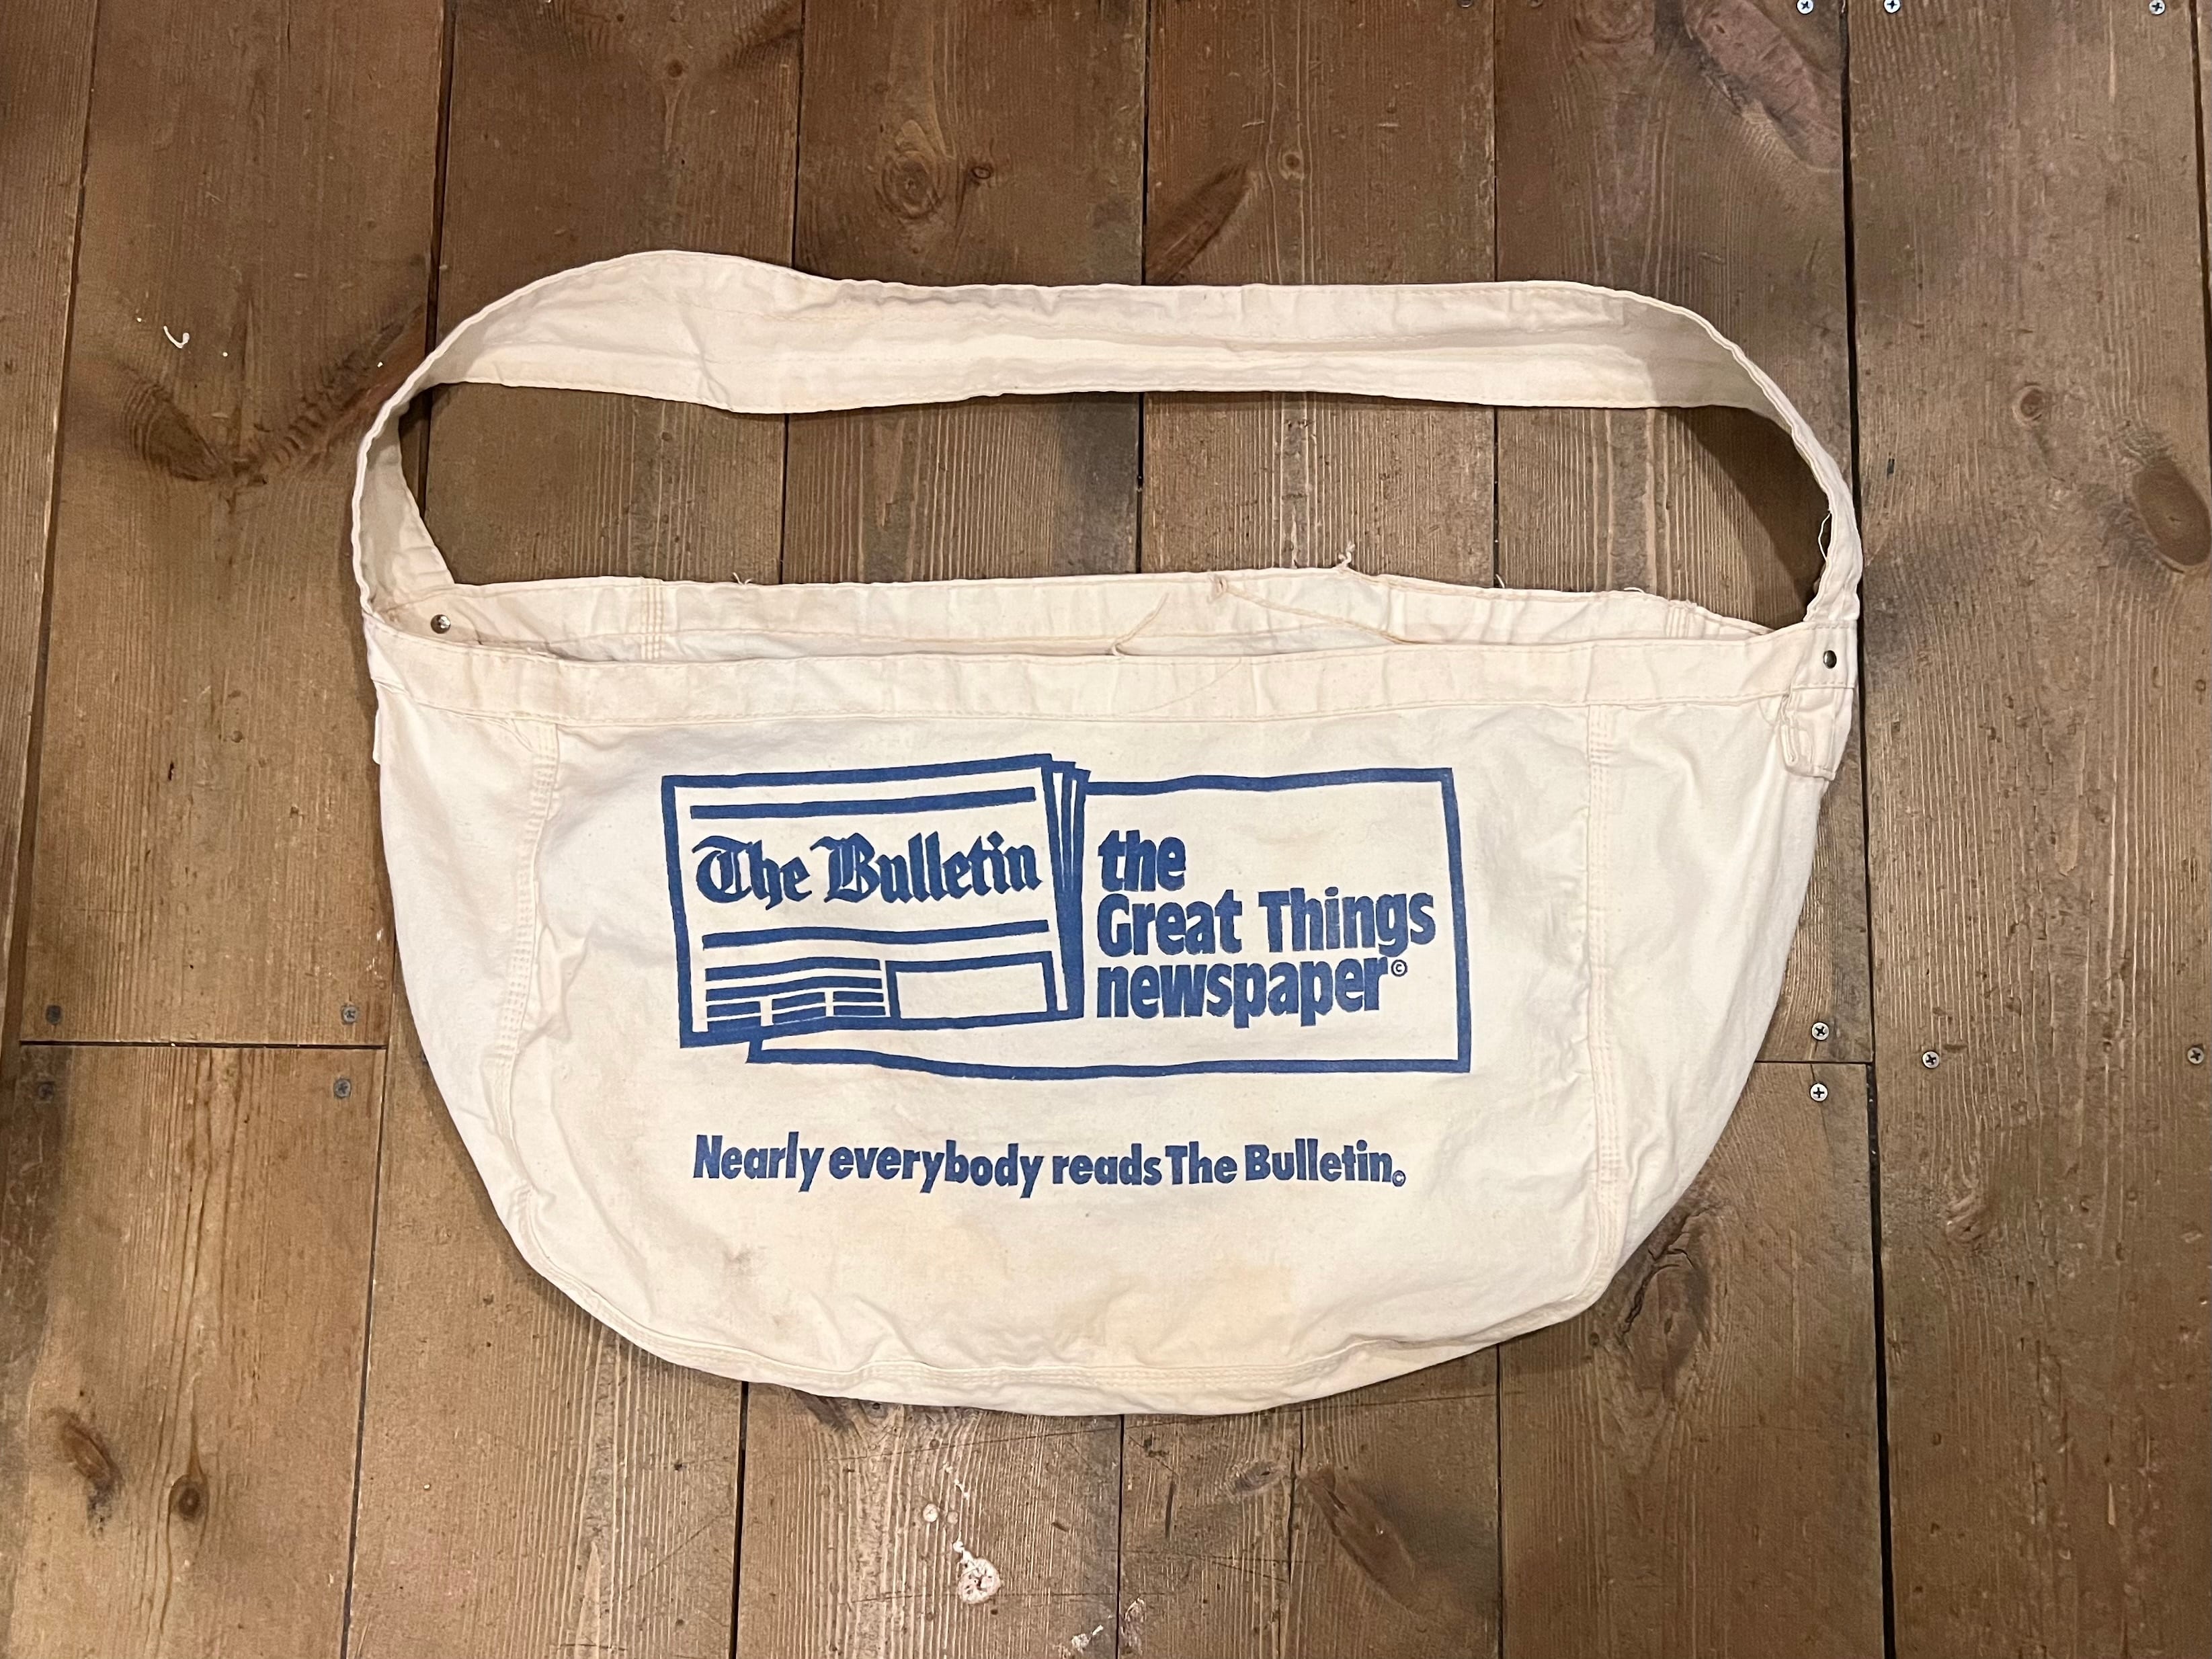 The Bulletin
the
Great Things
newspaper©
Nearly everybody reads The Bulletin.©